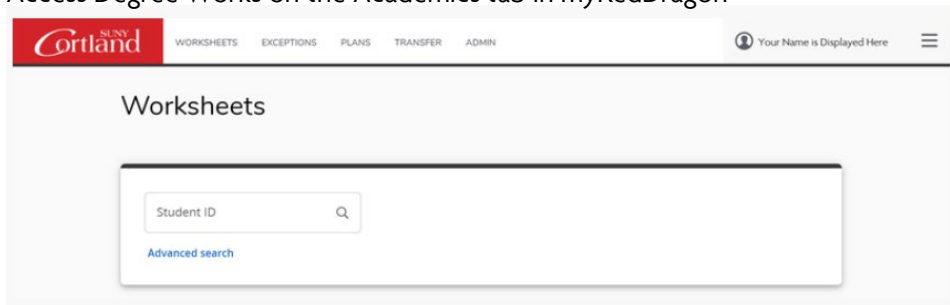 Access Degree Works on the Academics tab in myRedDragon
SUNY
Cortland WORKSHEETS EXCEPTIONS PLANS TRANSFER ADMIN Your Name is Displayed Here
Worksheets
Student ID
Advanced search